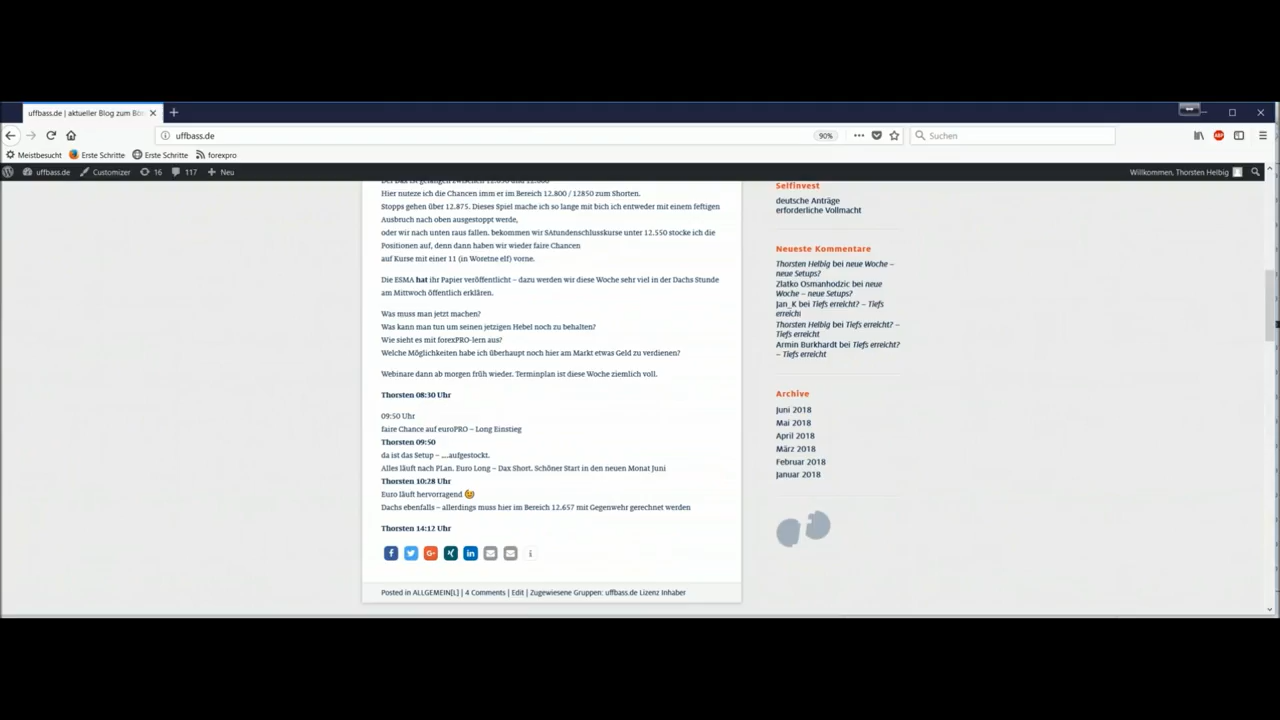 uffbass.de | aktueller Blog zum Bör
uffbass.de
90%
Suchen
Meistbesucht
Erste Schritte
Erste Schritte
forexpro
uffbass.de
Customizer
16
117
Neu
Willkommen, Thorsten Helbig
Hier nuteze ich die Chancen imm er im Bereich 12.800 / 12850 zum Shorten.
Stopps gehen über 12.875. Dieses Spiel mache ich so lange mit bich ich entweder mit einem feftigen
Ausbruch nach oben ausgestoppt werde,
oder wir nach unten raus fallen. bekommen wir SAtundenschlusskurse unter 12.550 stocke ich die
Positionen auf, denn dann haben wir wieder faire Chancen
auf Kurse mit einer 11 (in Woretne elf) vorne.
Die ESMA hat ihr Papier veröffentlicht – dazu werden wir diese Woche sehr viel in der Dachs Stunde
am Mittwoch öffentlich erklären.
Was muss man jetzt machen?
Was kann man tun um seinen jetzigen Hebel noch zu behalten?
Wie sieht es mit forexPRO-lern aus?
Welche Möglichkeiten habe ich überhaupt noch hier am Markt etwas Geld zu verdienen?
Webinare dann ab morgen früh wieder. Terminplan ist diese Woche ziemlich voll.
Thorsten 08:30 Uhr
09:50 Uhr
faire Chance auf euroPRO – Long Einstieg
Thorsten 09:50
da ist das Setup – ....aufgestockt.
Alles läuft nach PLan. Euro Long – Dax Short. Schöner Start in den neuen Monat Juni
Thorsten 10:28 Uhr
Euro läuft hervorragend
Dachs ebenfalls – allerdings muss hier im Bereich 12.657 mit Gegenwehr gerechnet werden
Thorsten 14:12 Uhr
Posted in ALLGEMEIN[L] | 4 Comments | Edit | Zugewiesene Gruppen: uffbass.de Lizenz Inhaber
Selfinvest
deutsche Anträge
erforderliche Vollmacht
Neueste Kommentare
Thorsten Helbig bei neue Woche –
neue Setups?
Zlatko Osmanhodzic bei neue
Woche – neue Setups?
Jan_K bei Tiefs erreicht? – Tiefs
erreicht
Thorsten Helbig bei Tiefs erreicht? –
Tiefs erreicht
Armin Burkhardt bei Tiefs erreicht?
– Tiefs erreicht
Archive
Juni 2018
Mai 2018
April 2018
März 2018
Februar 2018
Januar 2018